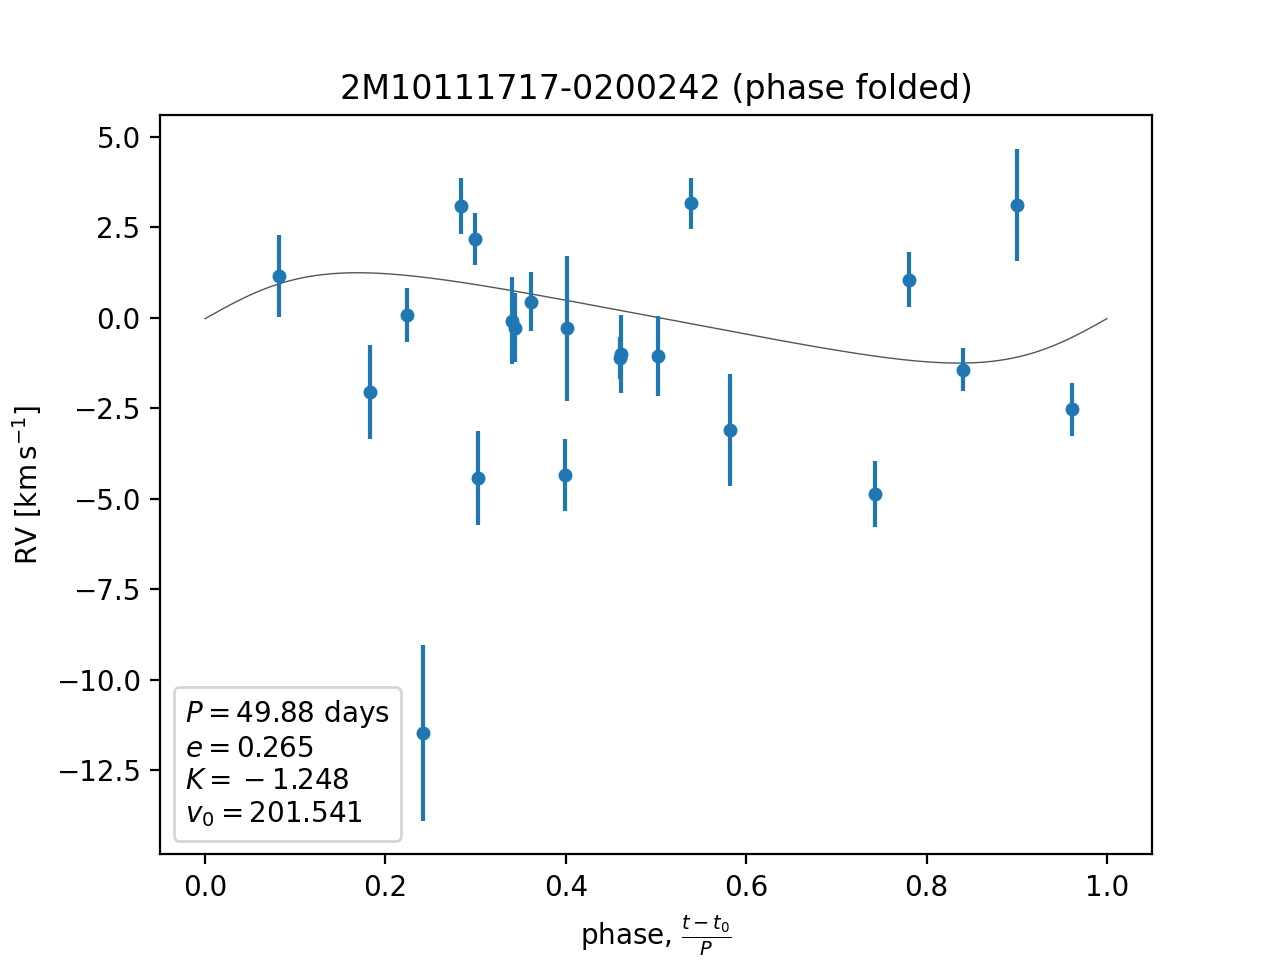 2M10111717-0200242 (phase folded)
5.0
2.5
0.0
−2.5
−5.0
−7.5
−10.0
−12.5
RV [km s⁻¹]
P = 49.88 days
e = 0.265
K = −1.248
v₀ = 201.541
0.0 0.2 0.4 0.6 0.8 1.0
phase, (t − t₀)/P